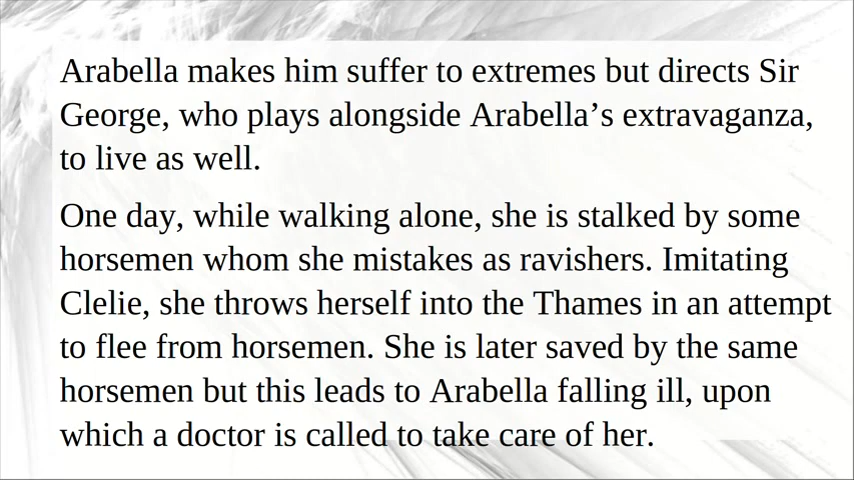 Arabella makes him suffer to extremes but directs Sir
George, who plays alongside Arabella’s extravaganza,
to live as well.
One day, while walking alone, she is stalked by some
horsemen whom she mistakes as ravishers. Imitating
Clelie, she throws herself into the Thames in an attempt
to flee from horsemen. She is later saved by the same
horsemen but this leads to Arabella falling ill, upon
which a doctor is called to take care of her.